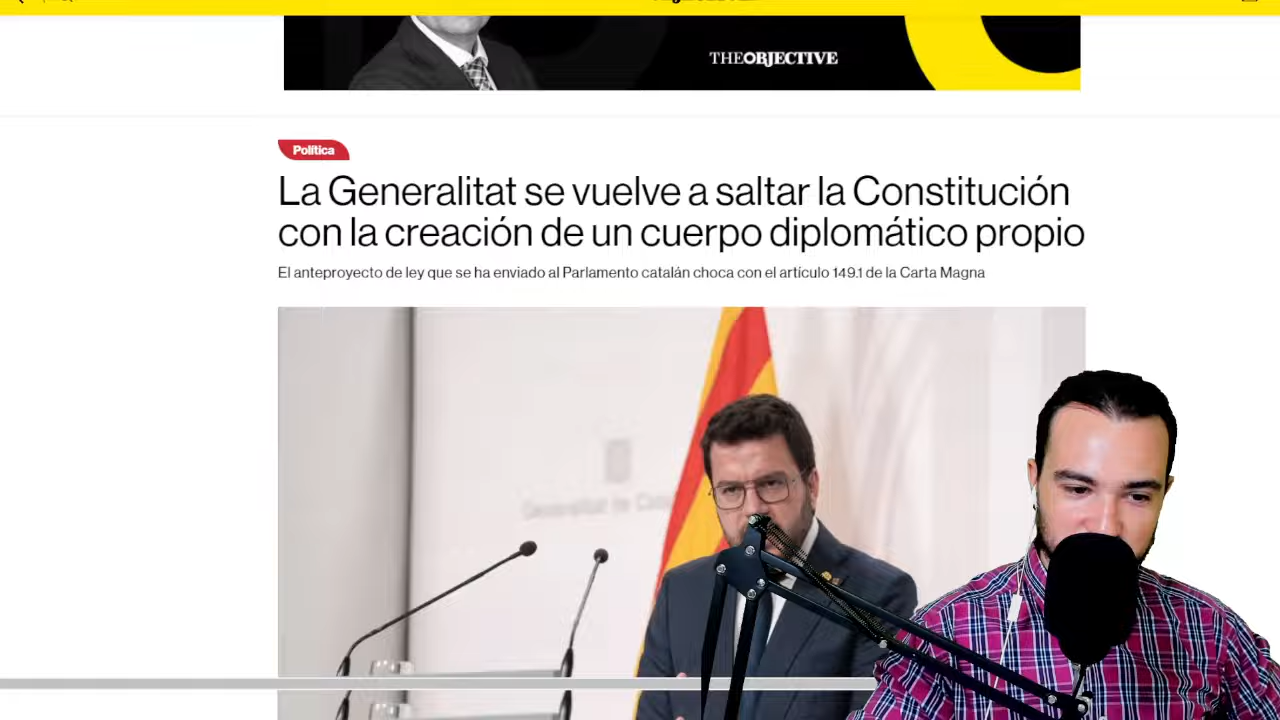 THEOBJECTIVE
Política
La Generalitat se vuelve a saltar la Constitución
con la creación de un cuerpo diplomático propio
El anteproyecto de ley que se ha enviado al Parlamento catalán choca con el artículo 149.1 de la Carta Magna
Generalitat de